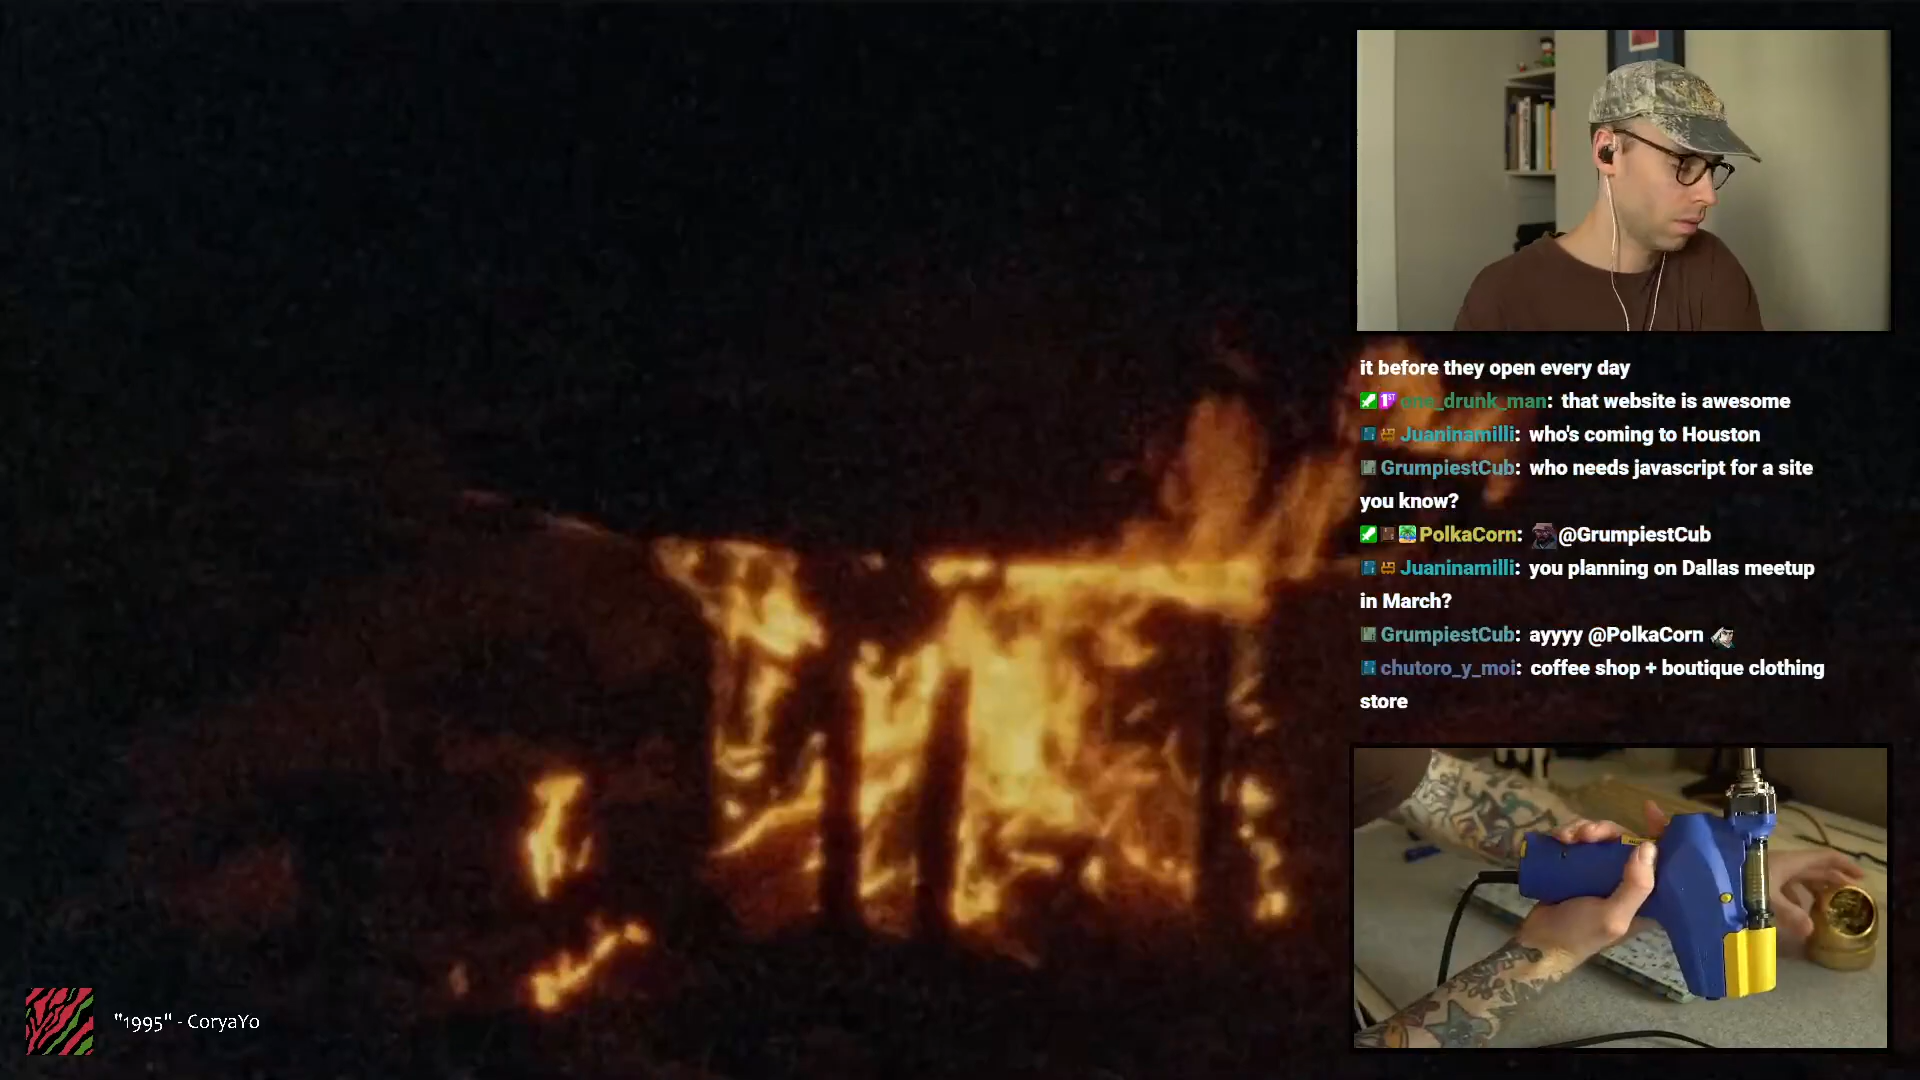 it before they open every day
one_drunk_man: that website is awesome
Juaninamilli: who's coming to Houston
GrumpiestCub: who needs javascript for a site
you know?
PolkaCorn: @GrumpiestCub
Juaninamilli: you planning on Dallas meetup
in March?
GrumpiestCub: ayyyy @PolkaCorn
chutoro_y_moi: coffee shop + boutique clothing
store
"1995" - CoryaYo